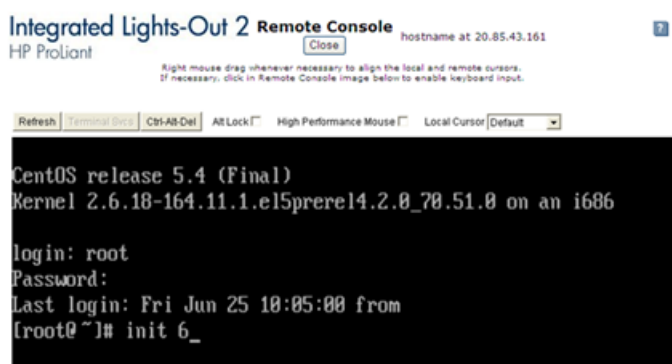 Integrated Lights-Out 2 Remote Console
HP ProLiant
Close
hostname at 20.85.43.161
?
Right mouse drag whenever necessary to align the local and remote cursors.
If necessary, click in Remote Console image below to enable keyboard input.
Refresh Terminal Svcs Ctrl-Alt-Del Alt Lock High Performance Mouse Local Cursor Default
CentOS release 5.4 (Final)
Kernel 2.6.18-164.11.1.el5prerel4.2.0_70.51.0 on an i686
login: root
Password:
Last login: Fri Jun 25 10:05:00 from
[root@ ~]# init 6_